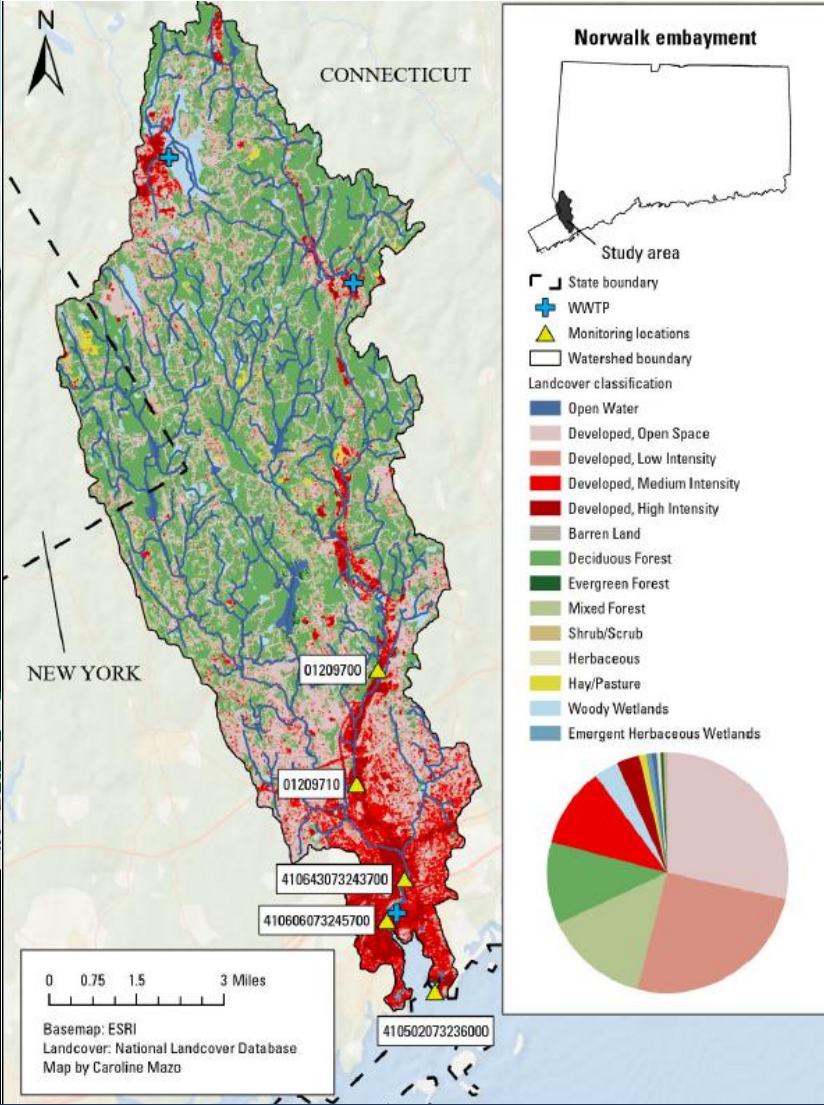 N
CONNECTICUT
NEW YORK
01209700
01209710
410643073243700
410606073245700
410502073236000
0 0.75 1.5 3 Miles
Basemap: ESRI
Landcover: National Landcover Database
Map by Caroline Mazo
Norwalk embayment
Study area
State boundary
WWTP
Monitoring locations
Watershed boundary
Landcover classification
Open Water
Developed, Open Space
Developed, Low Intensity
Developed, Medium Intensity
Developed, High Intensity
Barren Land
Deciduous Forest
Evergreen Forest
Mixed Forest
Shrub/Scrub
Herbaceous
Hay/Pasture
Woody Wetlands
Emergent Herbaceous Wetlands